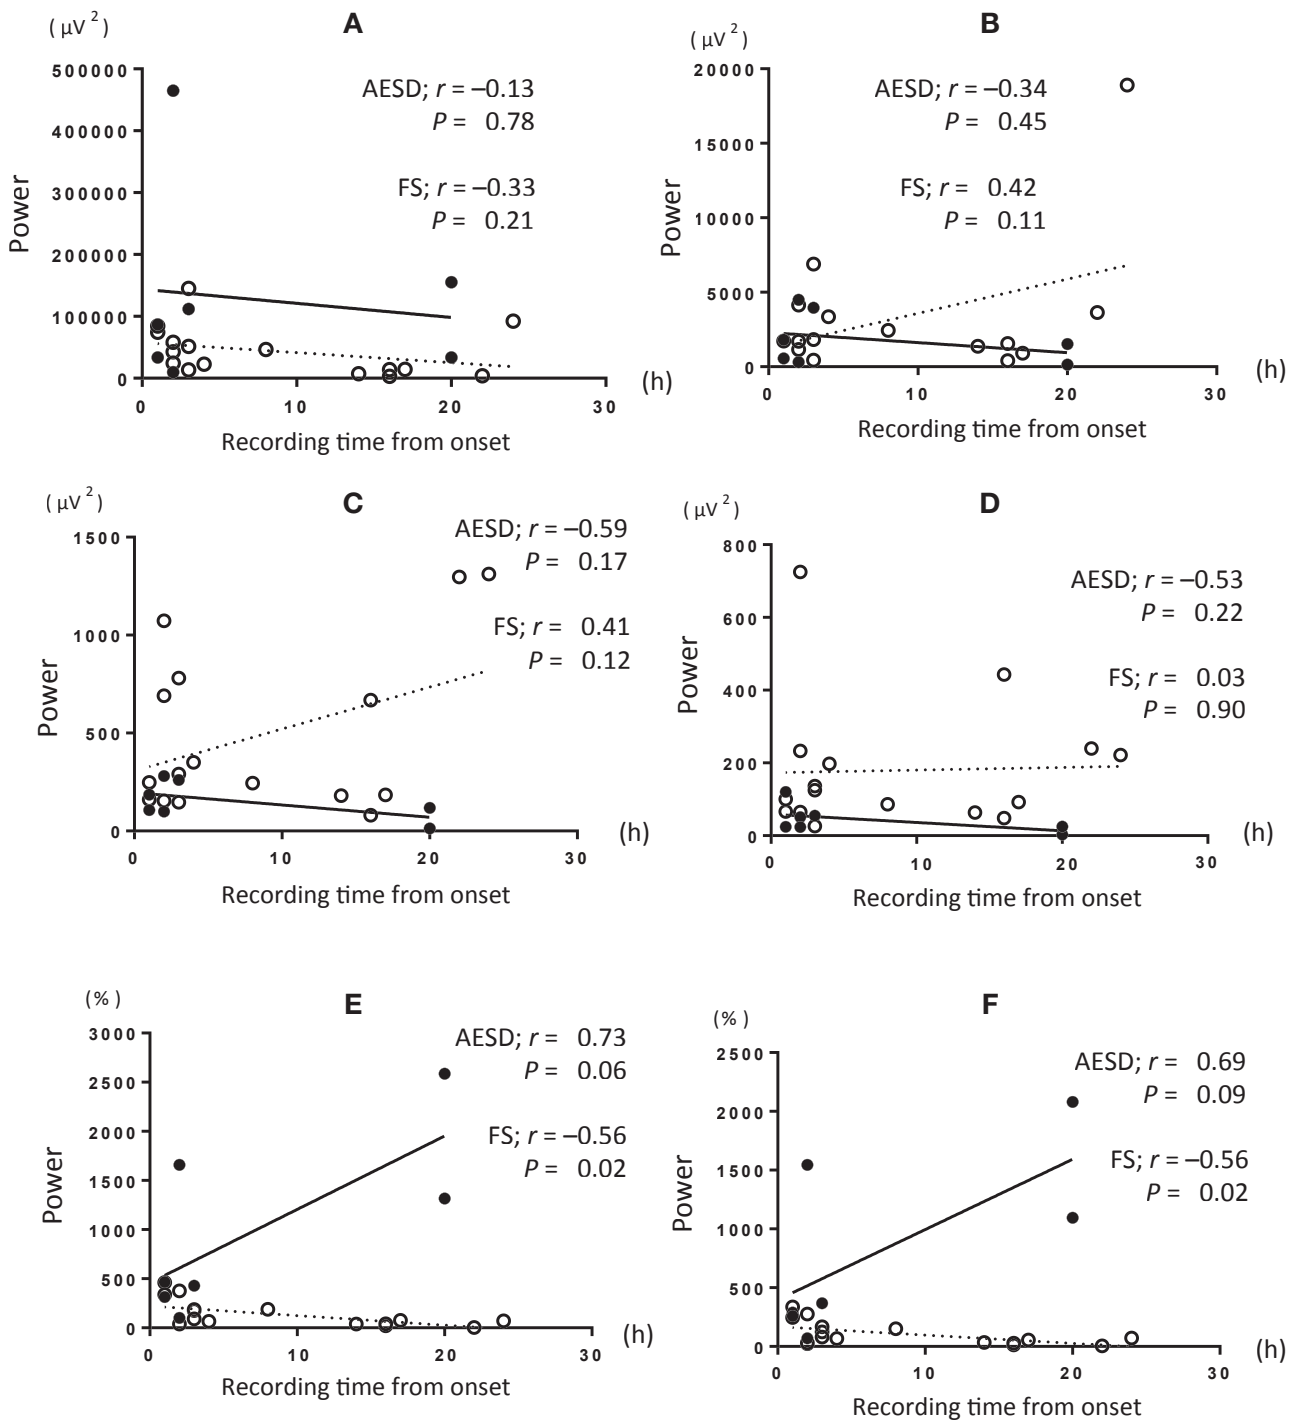 A
(μV²)
500000
400000
300000
200000
100000
0
Power
AESD; r = –0.13
P = 0.78
FS; r = –0.33
P = 0.21
0 10 20 30
(h)
Recording time from onset
B
(μV²)
20000
15000
10000
5000
0
Power
AESD; r = –0.34
P = 0.45
FS; r = 0.42
P = 0.11
0 10 20 30
(h)
Recording time from onset
C
(μV²)
1500
1000
500
0
Power
AESD; r = –0.59
P = 0.17
FS; r = 0.41
P = 0.12
0 10 20 30
(h)
Recording time from onset
D
(μV²)
800
600
400
200
0
Power
AESD; r = –0.53
P = 0.22
FS; r = 0.03
P = 0.90
0 10 20 30
(h)
Recording time from onset
E
(%)
3000
2500
2000
1500
1000
500
0
Power
AESD; r = 0.73
P = 0.06
FS; r = –0.56
P = 0.02
0 10 20 30
(h)
Recording time from onset
F
(%)
2500
2000
1500
1000
500
0
Power
AESD; r = 0.69
P = 0.09
FS; r = –0.56
P = 0.02
0 10 20 30
(h)
Recording time from onset